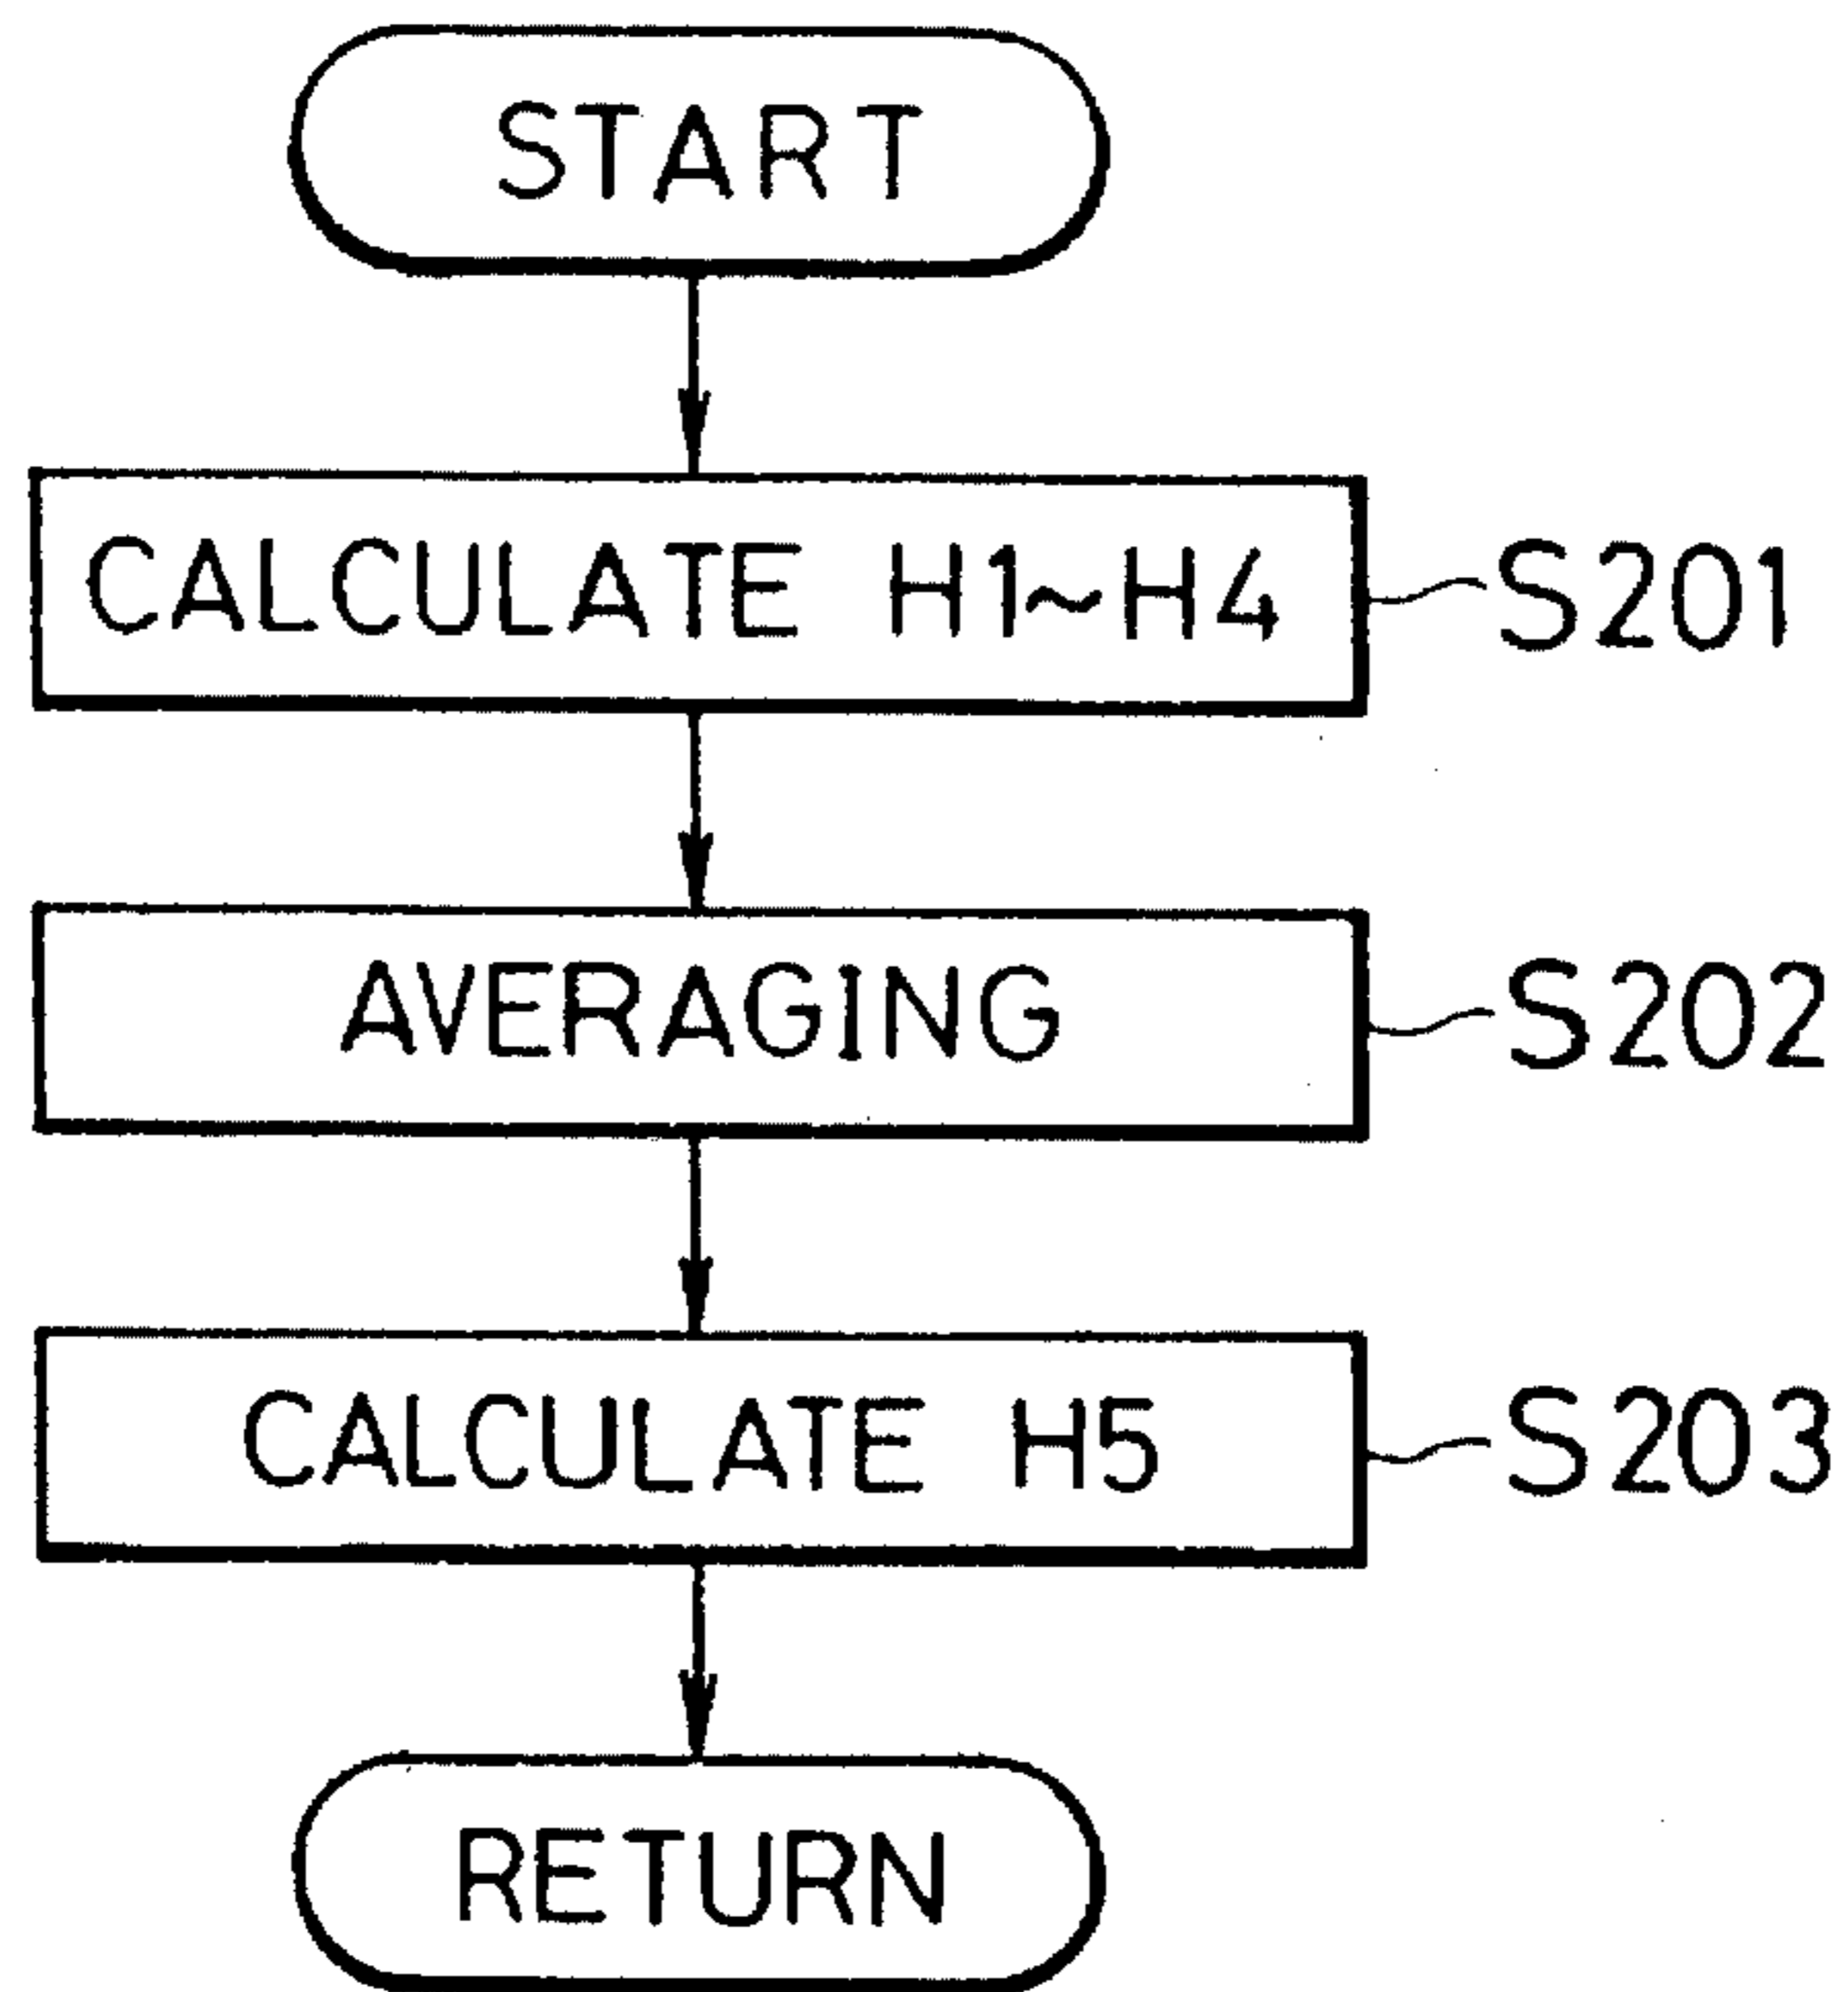 START
CALCULATE H1~H4
S201
AVERAGING
S202
CALCULATE H5
S203
RETURN